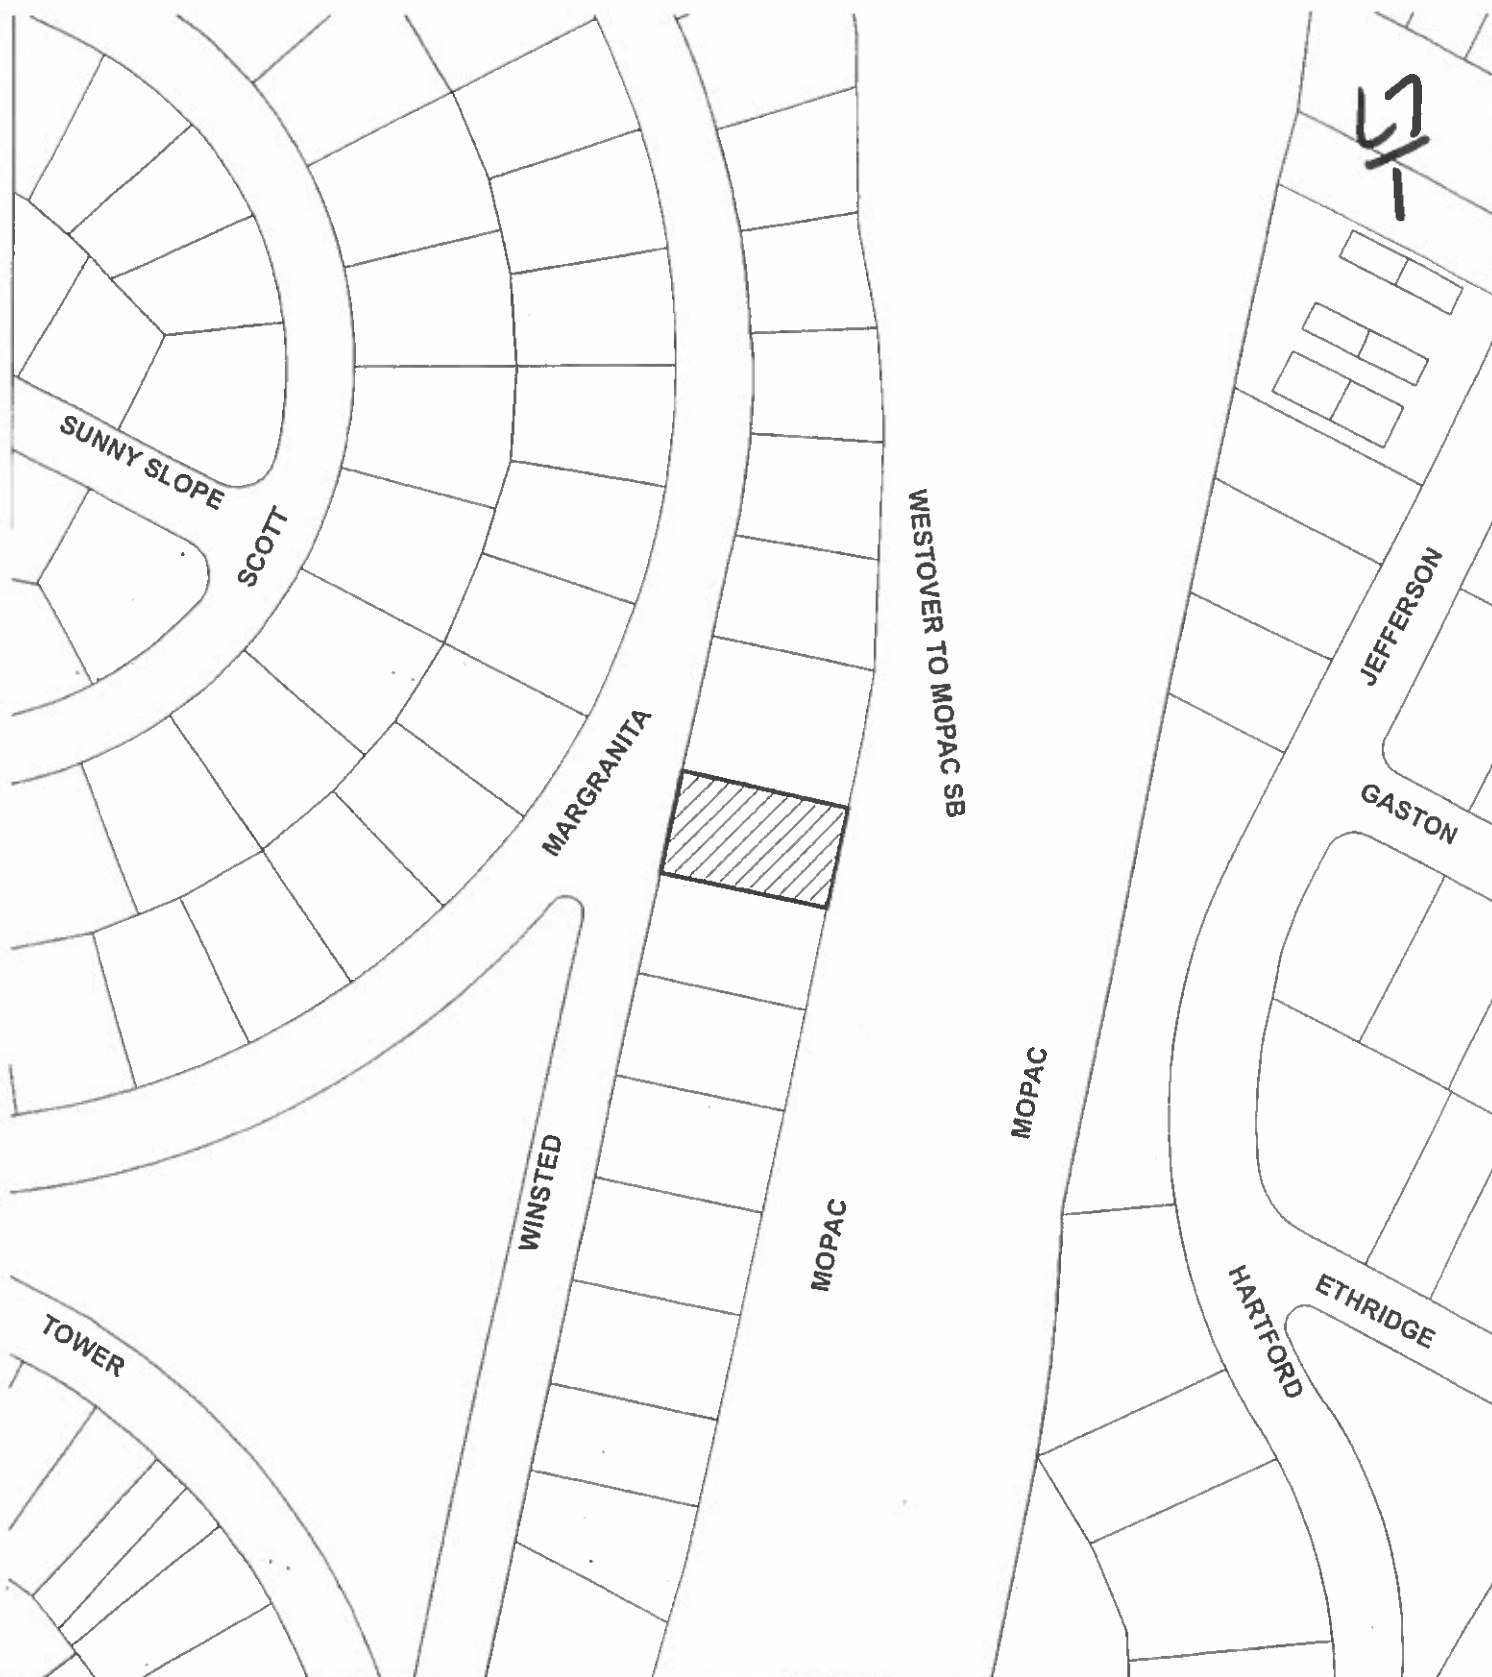 SUNNY SLOPE
SCOTT
WESTOVER TO MOPAC SB
JEFFERSON
MARGRANITA
GASTON
MOPAC
WINSTED
MOPAC
HARTFORD
ETHRIDGE
TOWER